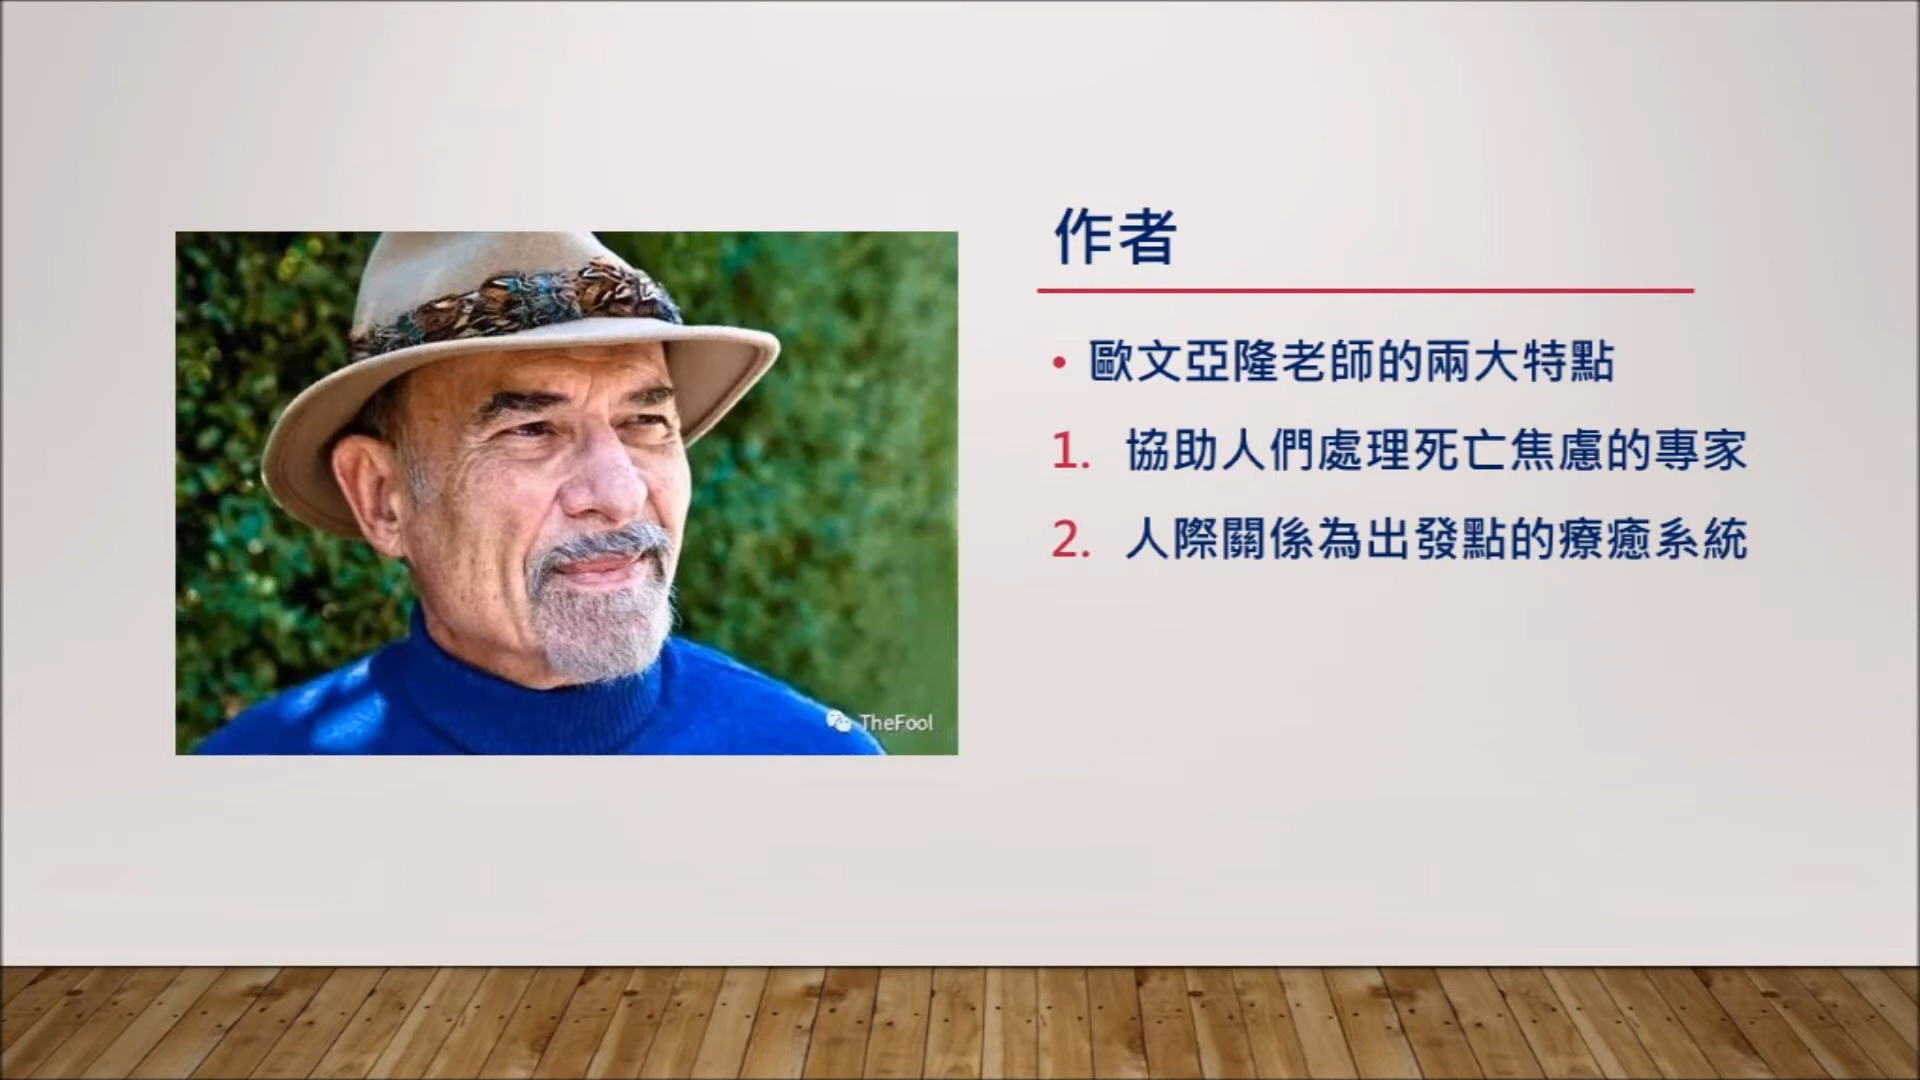 作者
• 歐文亞隆老師的兩大特點
1. 協助人們處理死亡焦慮的專家
2. 人際關係為出發點的療癒系統
TheFool